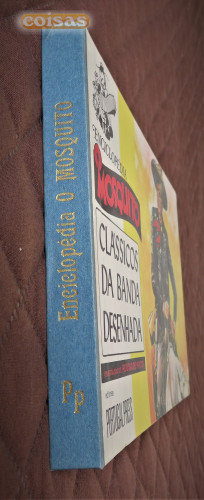 coisas
Enciclopédia O MOSQUITO
Pp
ENCICLOPÉDIA
O MOSQUITO
CLÁSSICOS
DA BANDA
DESENHADA
PORTUGAL PRESS